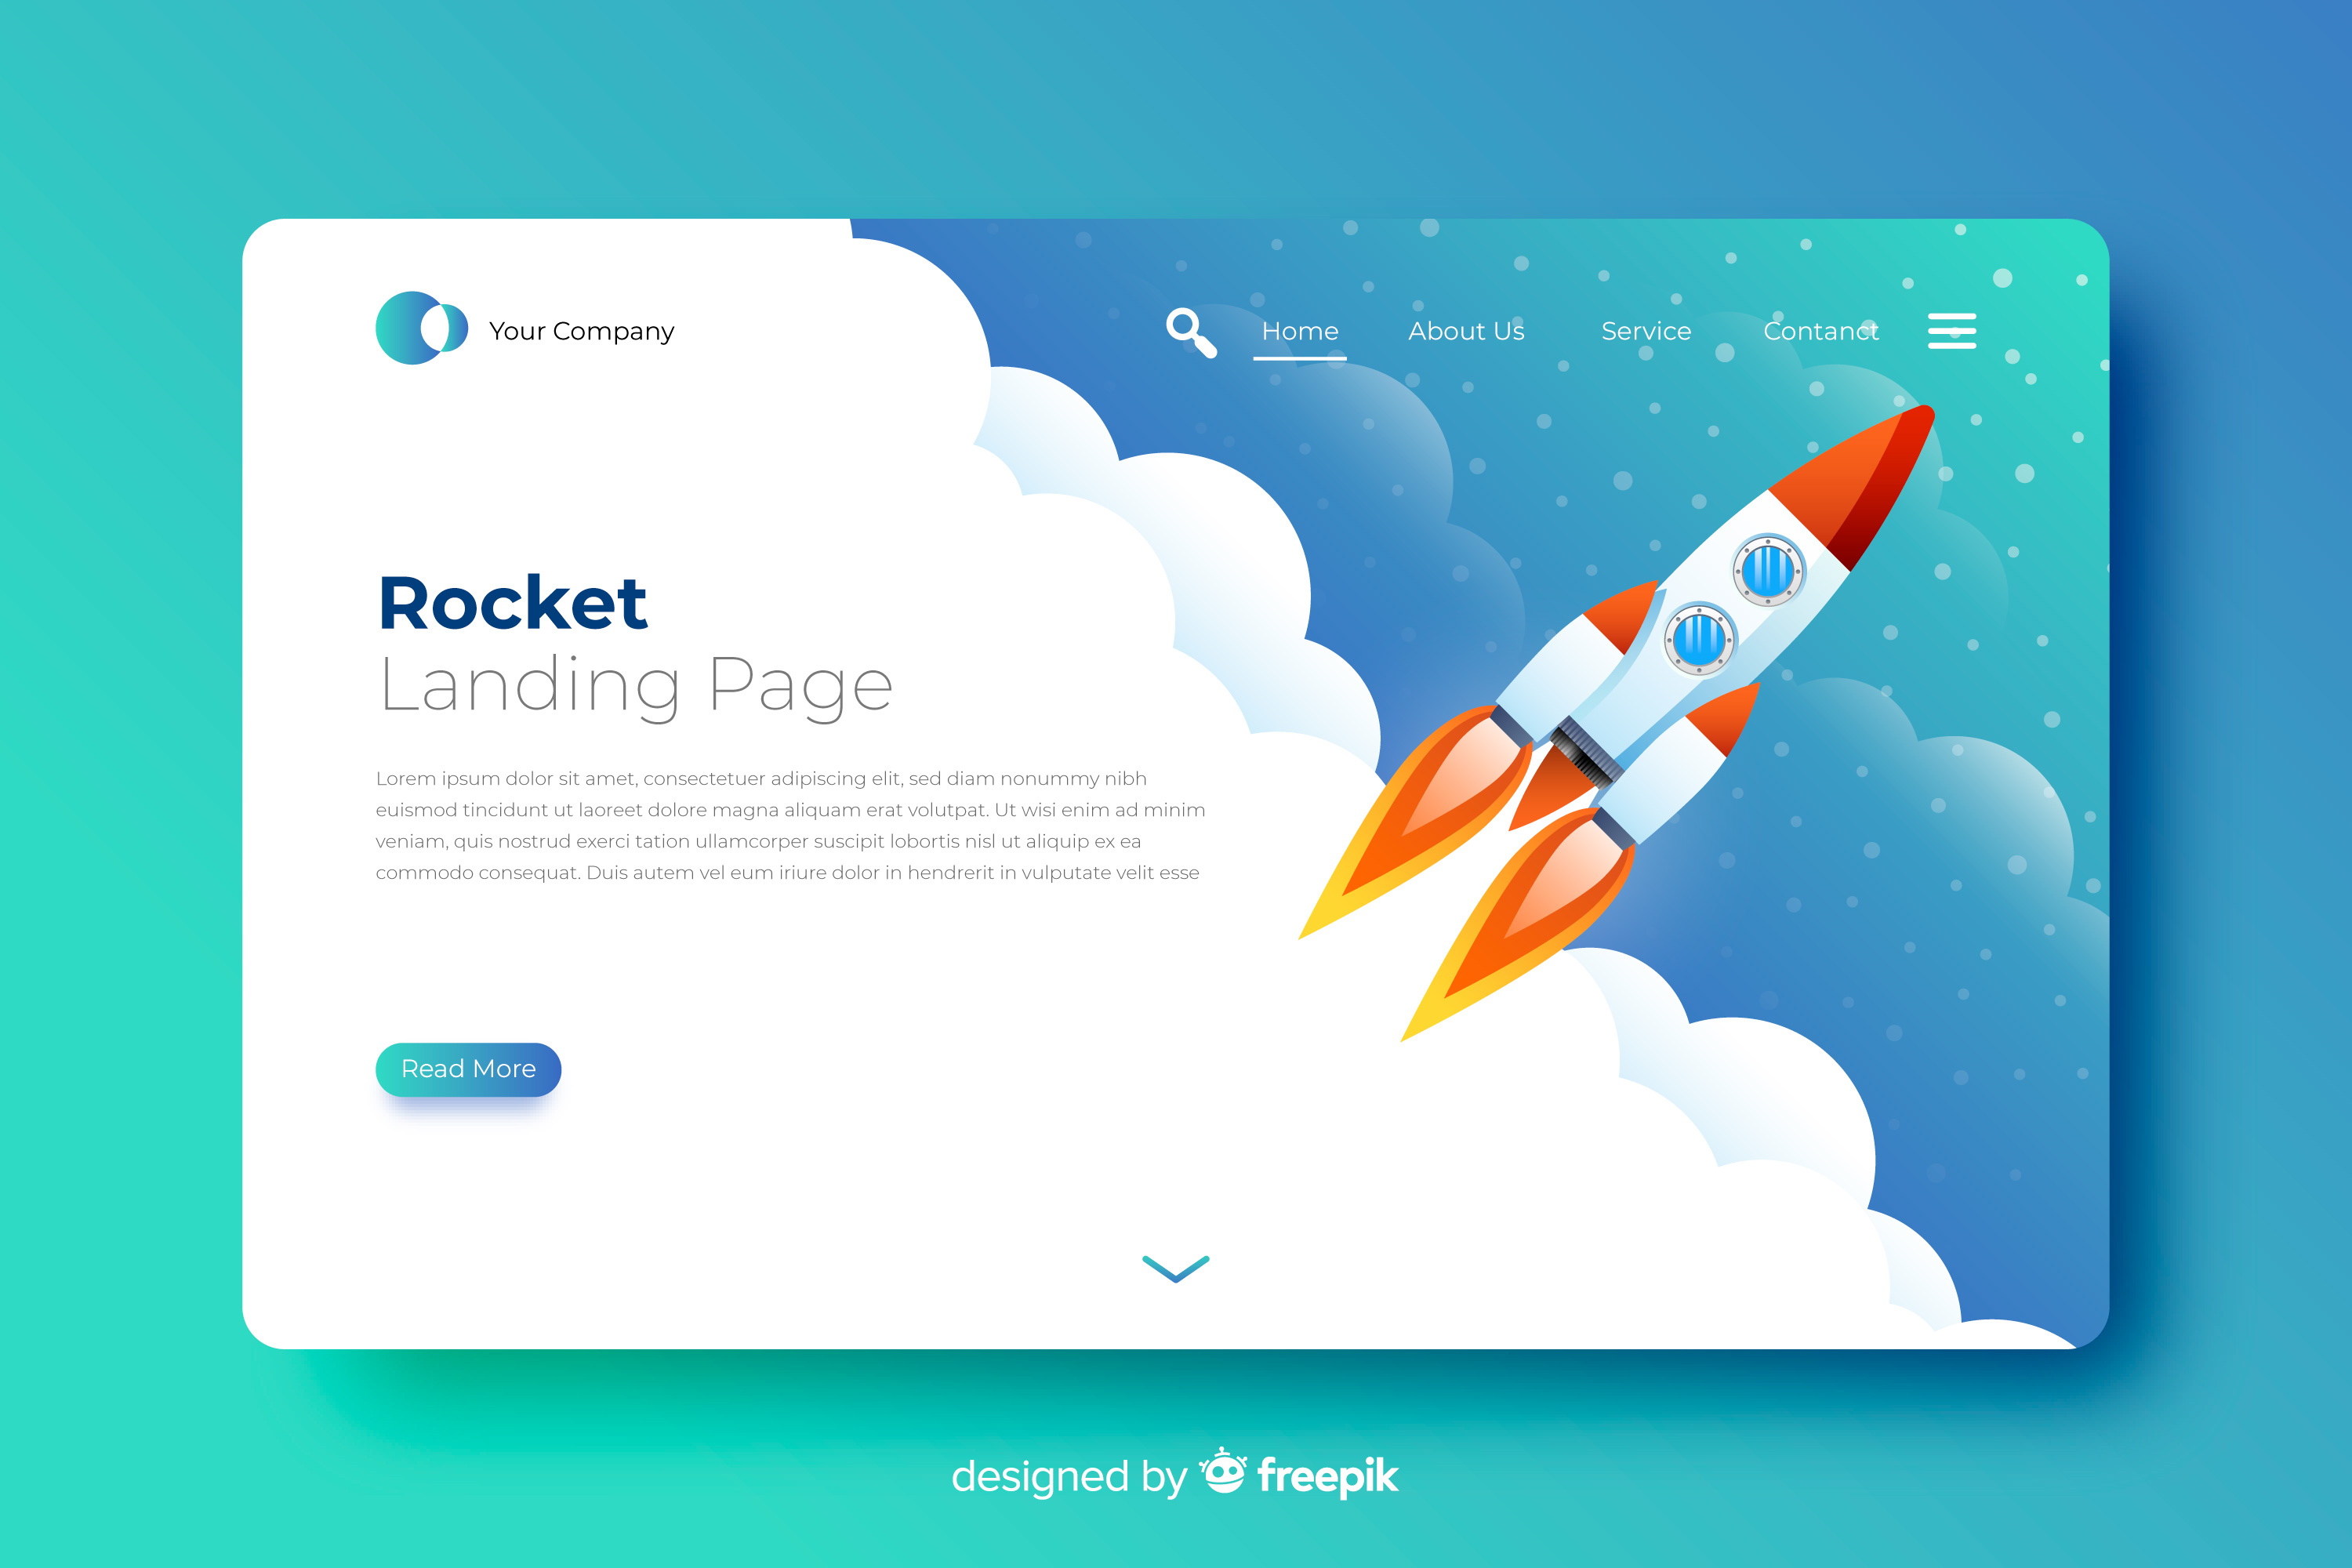 Your Company
Home About Us Service Contanct
Rocket
Landing Page
Lorem ipsum dolor sit amet, consectetuer adipiscing elit, sed diam nonummy nibh
euismod tincidunt ut laoreet dolore magna aliquam erat volutpat. Ut wisi enim ad minim
veniam, quis nostrud exerci tation ullamcorper suscipit lobortis nisl ut aliquip ex ea
commodo consequat. Duis autem vel eum iriure dolor in hendrerit in vulputate velit esse
Read More
designed by freepik